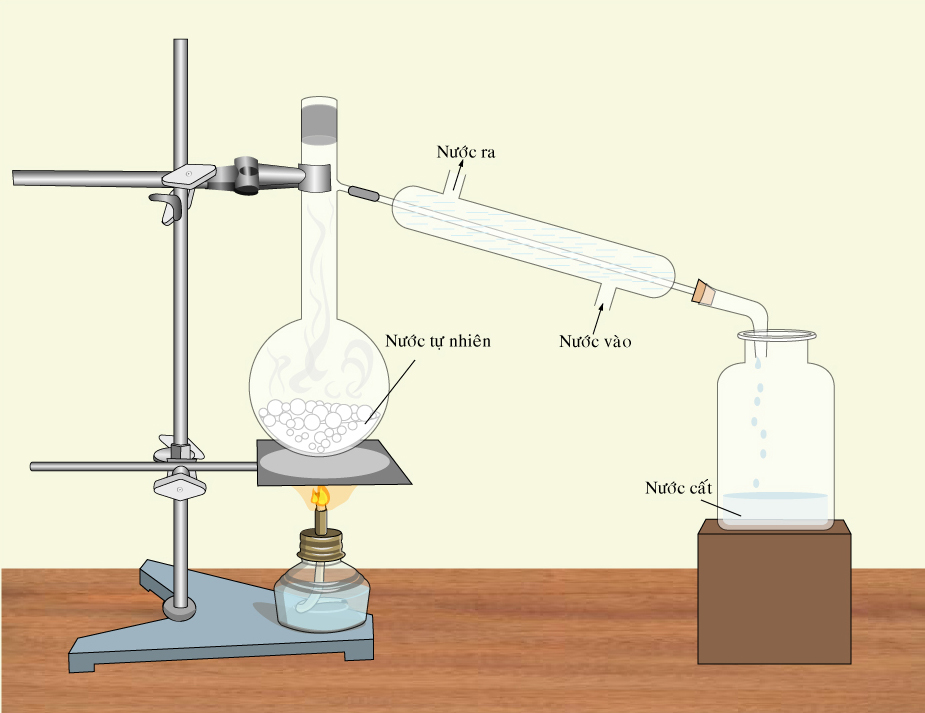 Nước ra
Nước tự nhiên
Nước vào
Nước cất